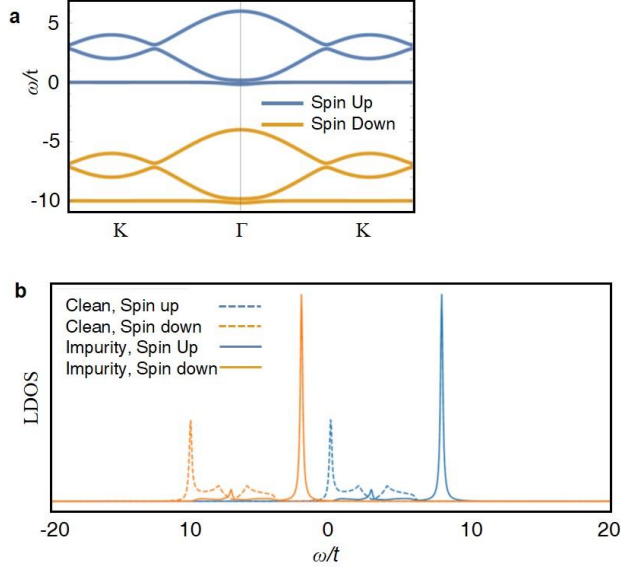 a
5
0
-5
-10
ω/t
Spin Up
Spin Down
K
Γ
K
b
Clean, Spin up
Clean, Spin down
Impurity, Spin Up
Impurity, Spin down
LDOS
-20
10
0
10
20
ω/t